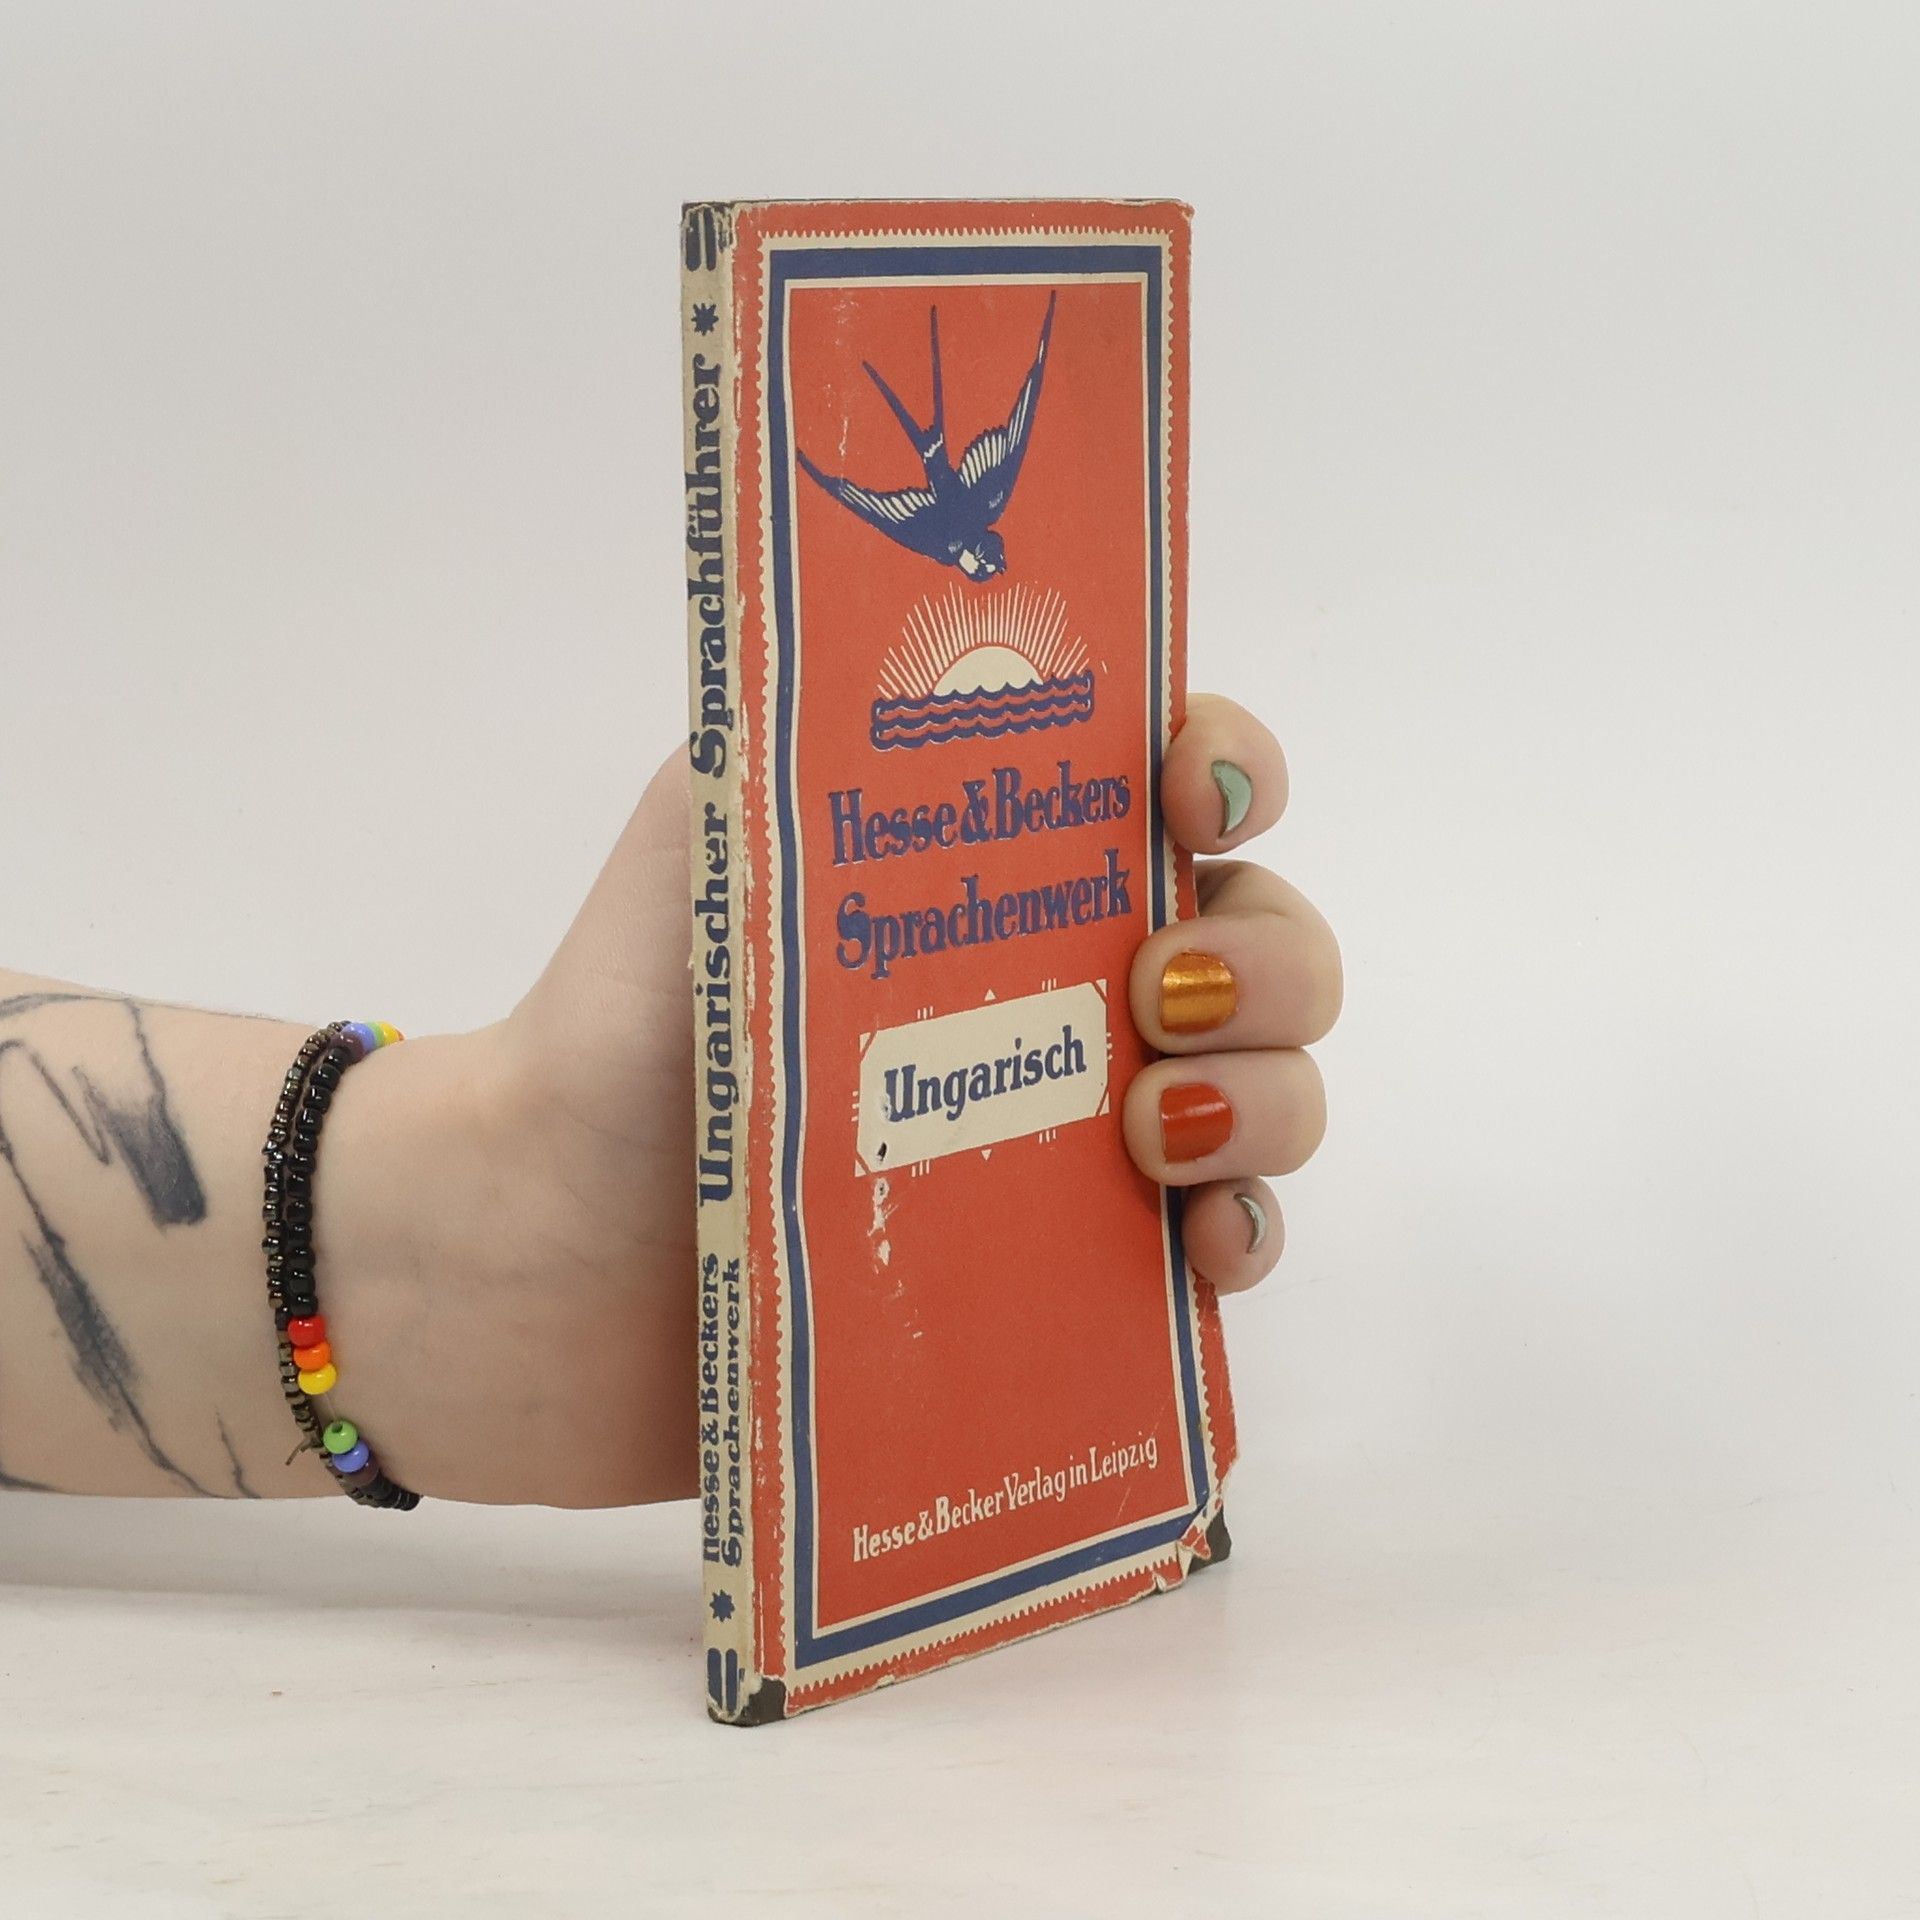 Hesse & Beckers
Sprachenwerk
Ungarisch
Hesse & Becker Verlag in Leipzig
Hesse & Beckers
Sprachenwerk
Ungarischer Sprachführer